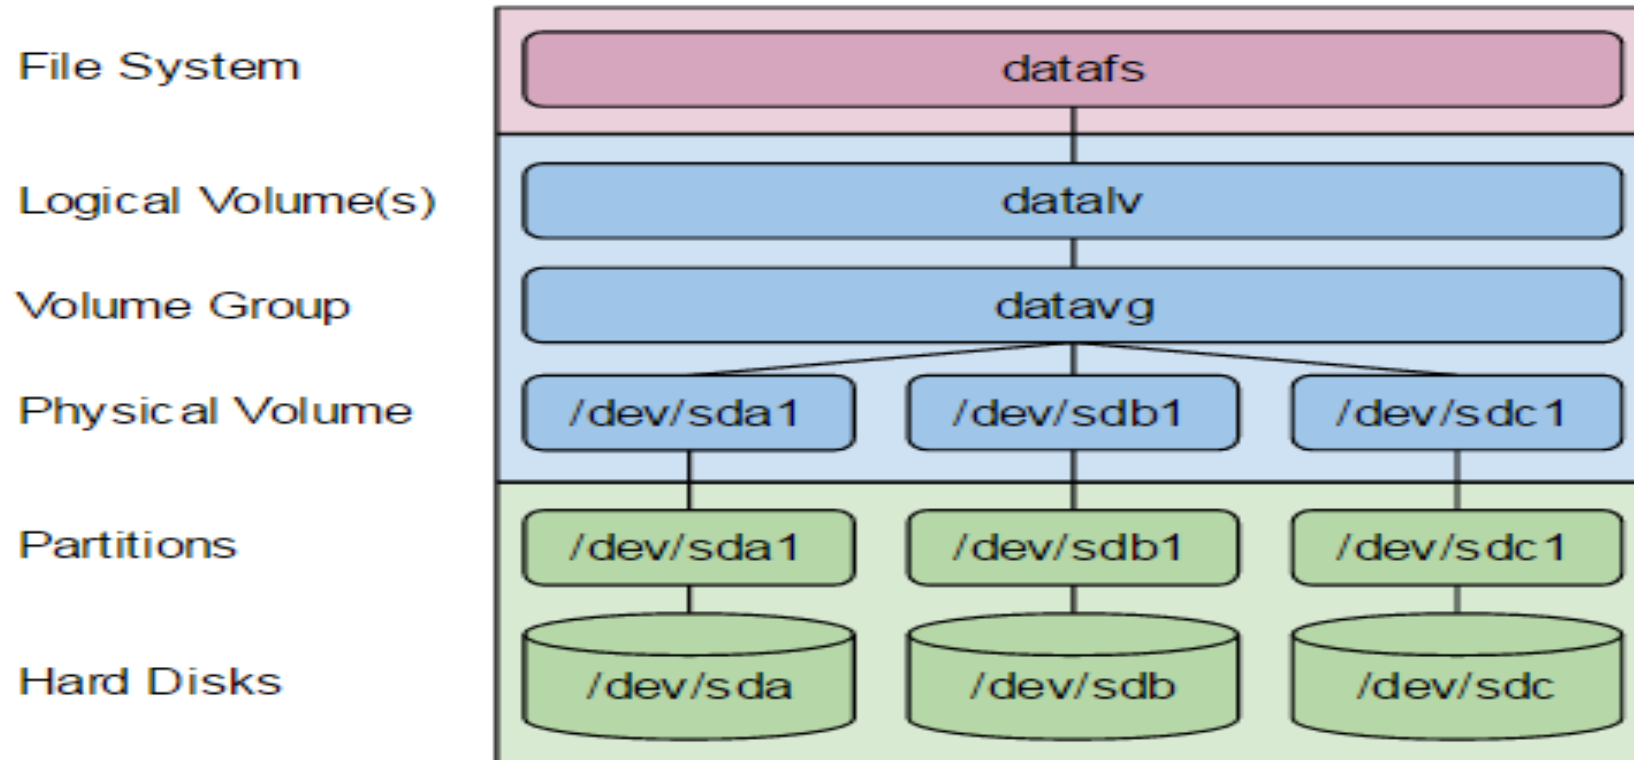 File System
datafs
Logical Volume(s)
datalv
Volume Group
datavg
Physical Volume
/dev/sda1
/dev/sdb1
/dev/sdc1
Partitions
/dev/sda1
/dev/sdb1
/dev/sdc1
Hard Disks
/dev/sda
/dev/sdb
/dev/sdc